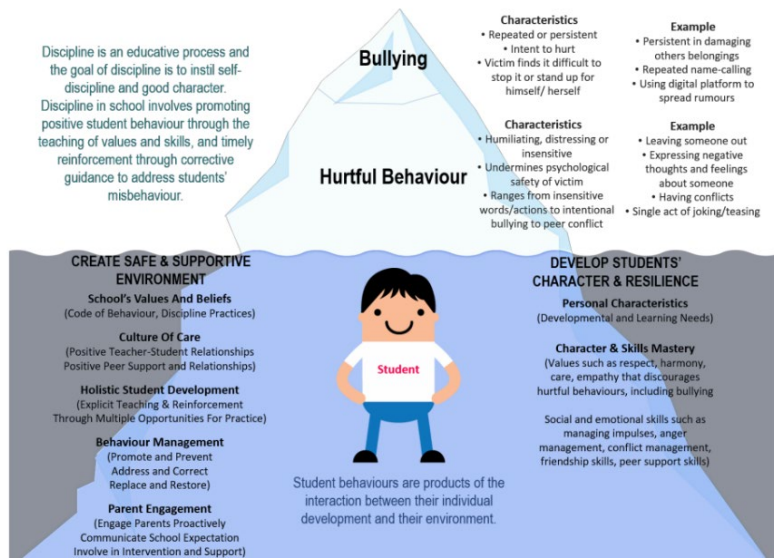 Discipline is an educative process and
the goal of discipline is to instil self-
discipline and good character.
Discipline in school involves promoting
positive student behaviour through the
teaching of values and skills, and timely
reinforcement through corrective
guidance to address students'
misbehaviour.
Bullying
Characteristics
• Repeated or persistent
• Intent to hurt
• Victim finds it difficult to
stop it or stand up for
himself/ herself
Example
• Persistent in damaging
others belongings
• Repeated name-calling
• Using digital platform to
spread rumours
Hurtful Behaviour
Characteristics
• Humiliating, distressing or
insensitive
• Undermines psychological
safety of victim
• Ranges from insensitive
words/actions to intentional
bullying to peer conflict
Example
• Leaving someone out
• Expressing negative
thoughts and feelings
about someone
• Having conflicts
• Single act of joking/teasing
CREATE SAFE & SUPPORTIVE
ENVIRONMENT
School's Values And Beliefs
(Code of Behaviour, Discipline Practices)
Culture Of Care
(Positive Teacher-Student Relationships
Positive Peer Support and Relationships)
Holistic Student Development
(Explicit Teaching & Reinforcement
Through Multiple Opportunities For Practice)
Behaviour Management
(Promote and Prevent
Address and Correct
Replace and Restore)
Parent Engagement
(Engage Parents Proactively
Communicate School Expectation
Involve in Intervention and Support)
Student
Student behaviours are products of the
interaction between their individual
development and their environment.
DEVELOP STUDENTS'
CHARACTER & RESILIENCE
Personal Characteristics
(Developmental and Learning Needs)
Character & Skills Mastery
(Values such as respect, harmony,
care, empathy that discourages
hurtful behaviours, including bullying
Social and emotional skills such as
managing impulses, anger
management, conflict management,
friendship skills, peer support skills)